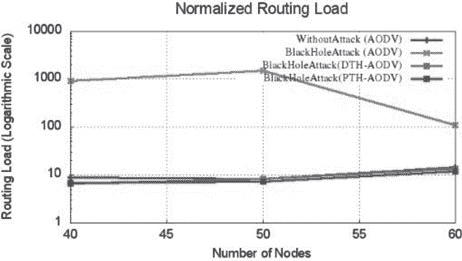 Normalized Routing Load
10000
1000
100
10
1
Routing Load (Logarithmic Scale)
WithoutAttack (AODV)
BlackHoleAttack (AODV)
BlackHoleAttack(DTH-AODV)
BlackHoleAttack(PTH-AODV)
40 45 50 55 60
Number of Nodes